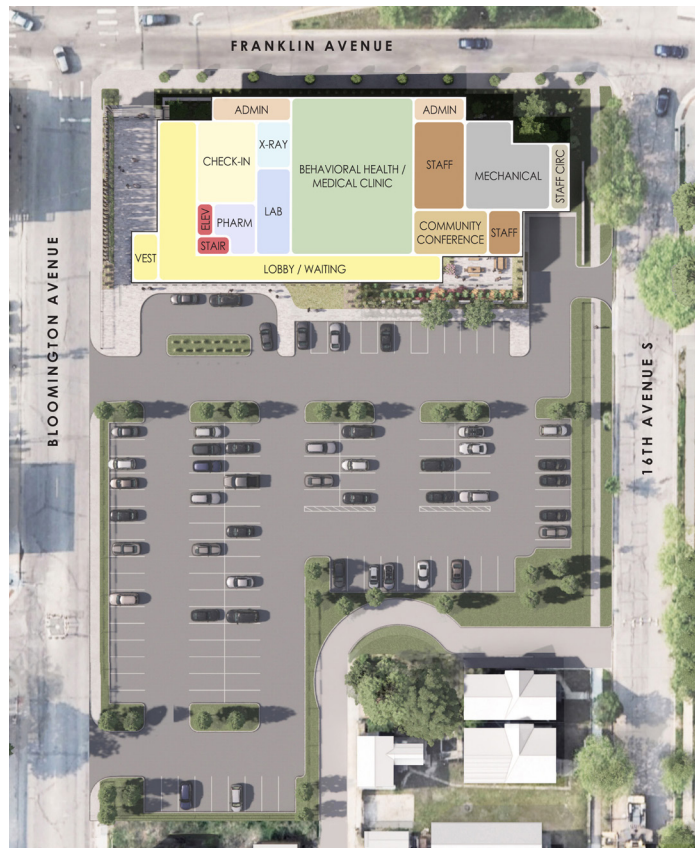 FRANKLIN AVENUE
ADMIN
ADMIN
CHECK-IN
X-RAY
BEHAVIORAL HEALTH /
MEDICAL CLINIC
STAFF
MECHANICAL
STAFF CIRC
ELEV
PHARM
LAB
STAIR
COMMUNITY
CONFERENCE
STAFF
VEST
LOBBY / WAITING
BLOOMINGTON AVENUE
16TH AVENUE S